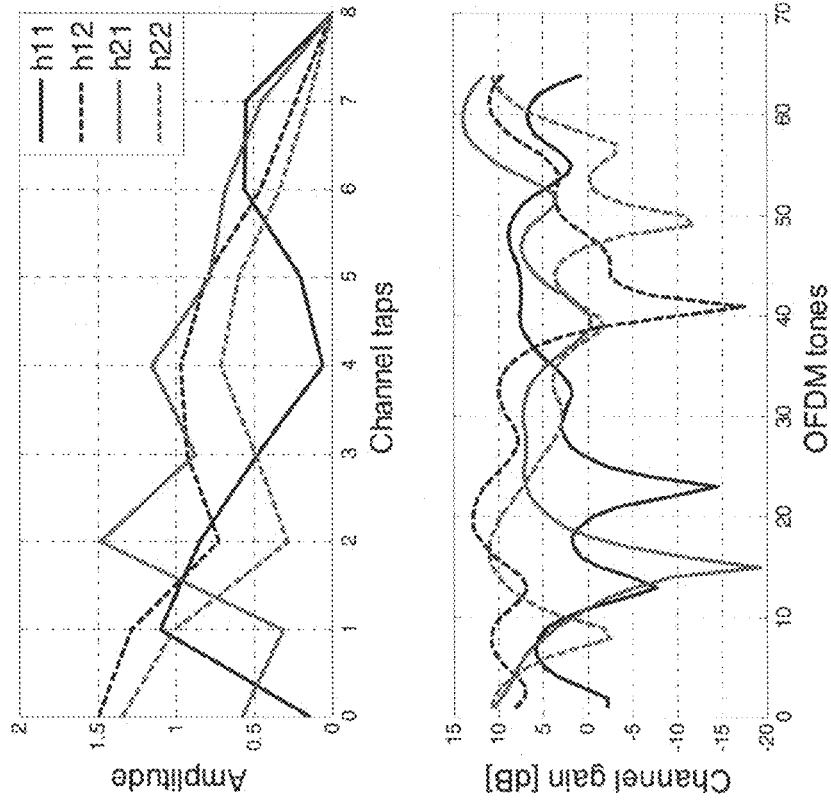 2
1.5
1
0.5
0
Amplitude
0 1 2 3 4 5 6 7 8
Channel taps
h11
h12
h21
h22
15
10
5
0
-5
-10
-15
-20
Channel gain [dB]
0 10 20 30 40 50 60 70
OFDM tones